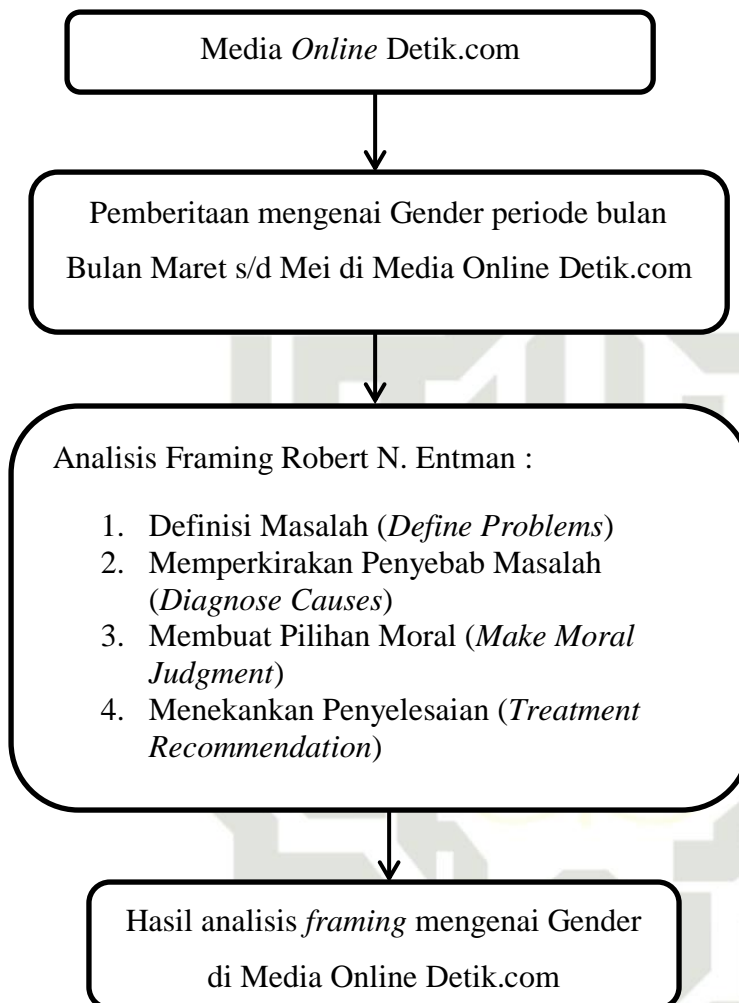 Media Online Detik.com
Pemberitaan mengenai Gender periode bulan
Bulan Maret s/d Mei di Media Online Detik.com
Analisis Framing Robert N. Entman :
1. Definisi Masalah (Define Problems)
2. Memperkirakan Penyebab Masalah
(Diagnose Causes)
3. Membuat Pilihan Moral (Make Moral
Judgment)
4. Menekankan Penyelesaian (Treatment
Recommendation)
Hasil analisis framing mengenai Gender
di Media Online Detik.com